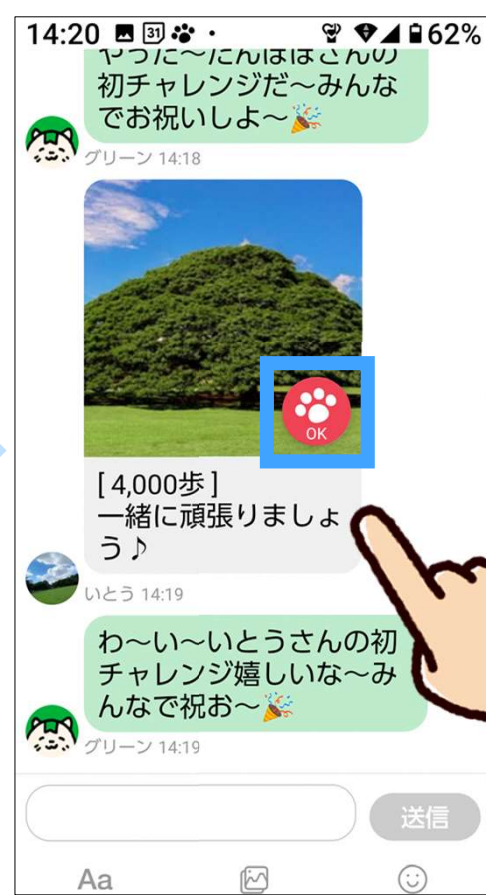 14:20 31 62%
やった～たんぽぽさんの
初チャレンジだ～みんな
でお祝いしよ～🎉
グリーン 14:18
OK
[ 4,000歩 ]
一緒に頑張りましょ
う♪
いとう 14:19
わ～い～いとうさんの初
チャレンジ嬉しいな～み
んなで祝お～🎉
グリーン 14:19
送信
Aa